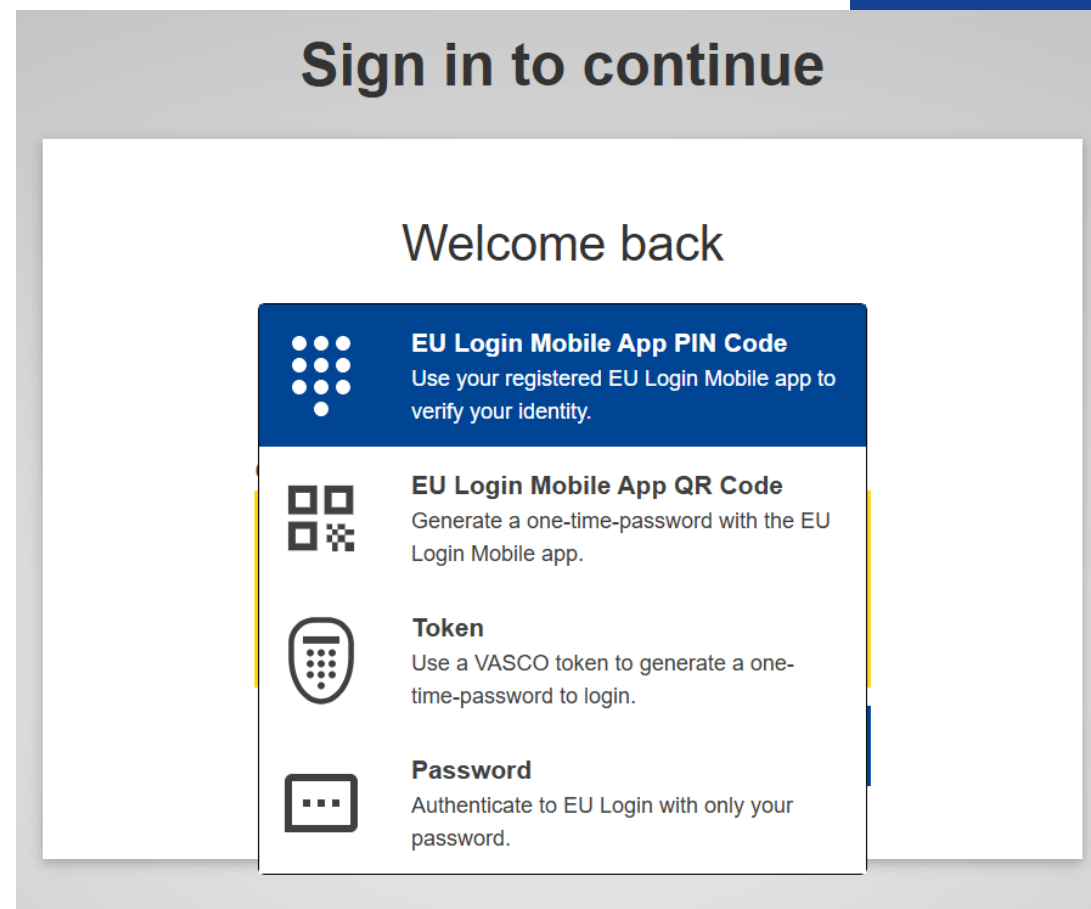 Sign in to continue
Welcome back
EU Login Mobile App PIN Code
Use your registered EU Login Mobile app to
verify your identity.
EU Login Mobile App QR Code
Generate a one-time-password with the EU
Login Mobile app.
Token
Use a VASCO token to generate a one-
time-password to login.
Password
Authenticate to EU Login with only your
password.